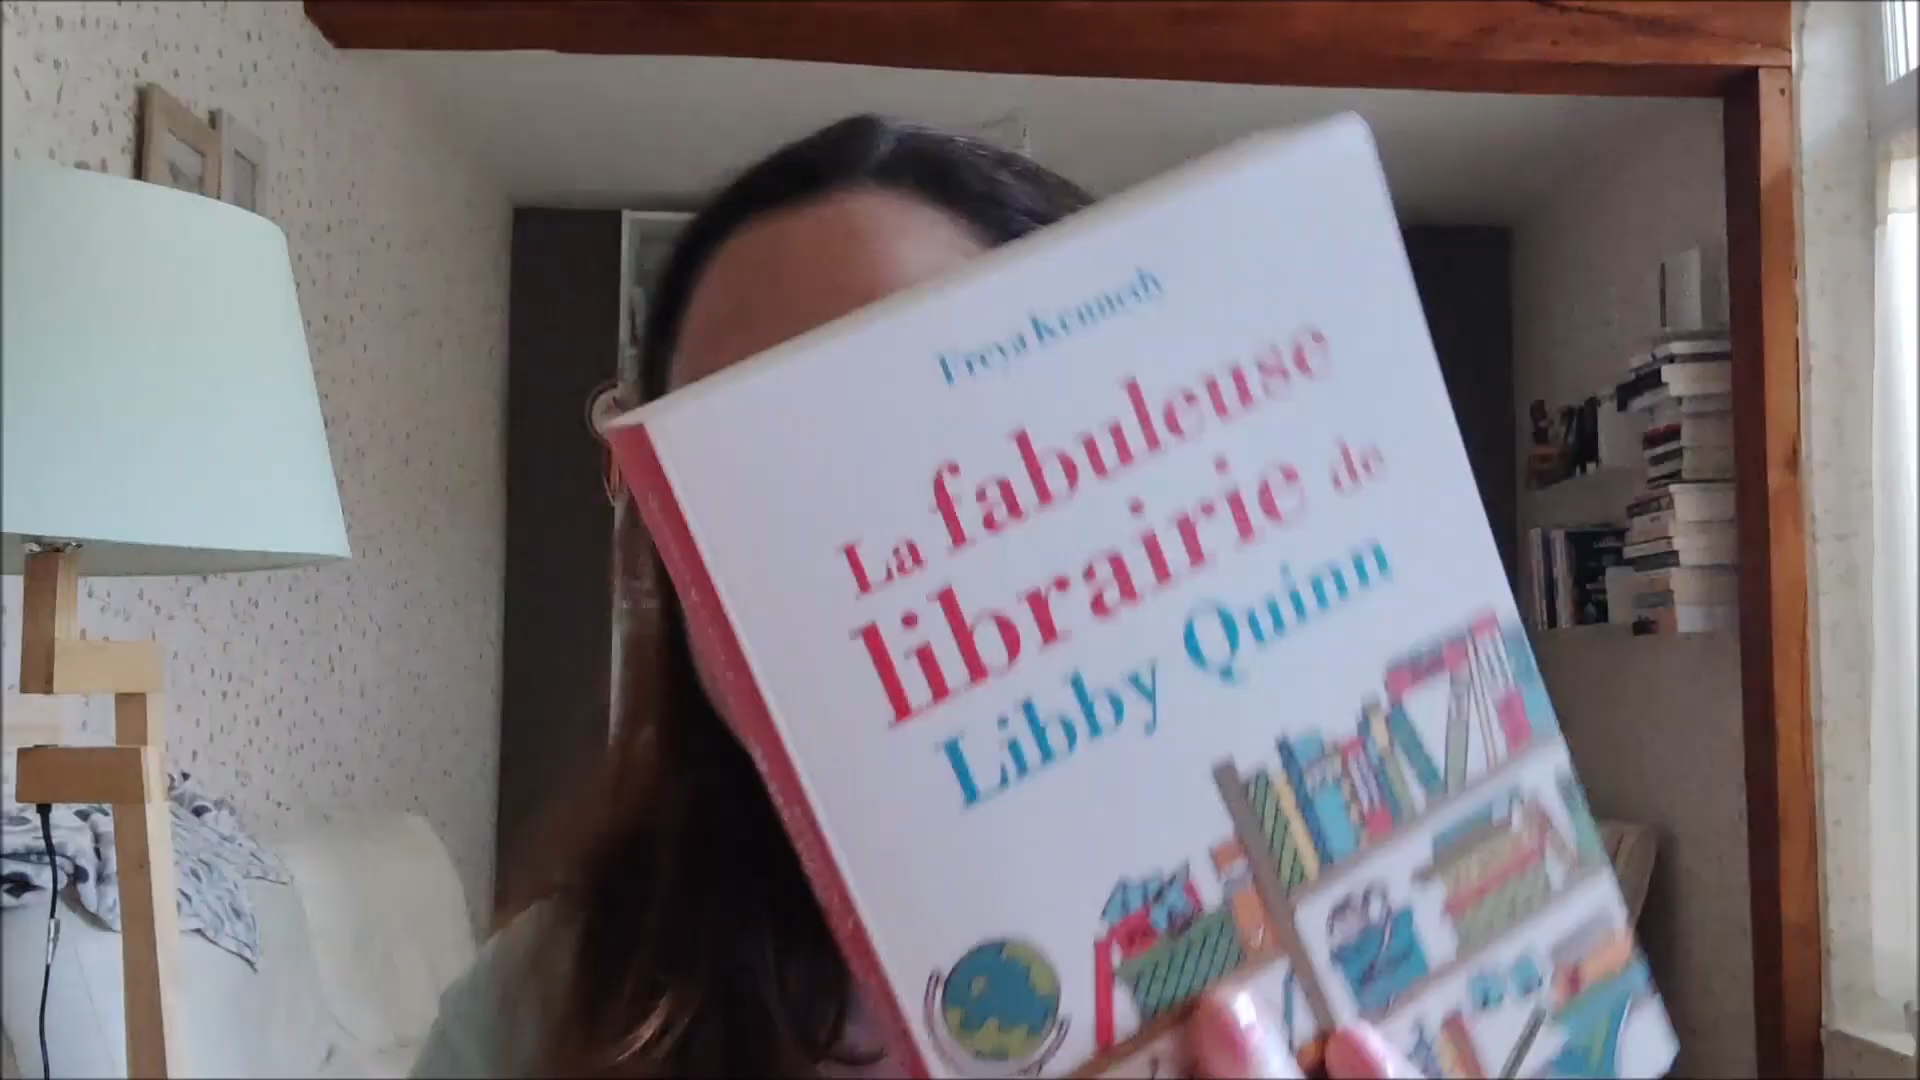 Freya Kennedy
La fabuleuse
librairie de
Libby Quinn